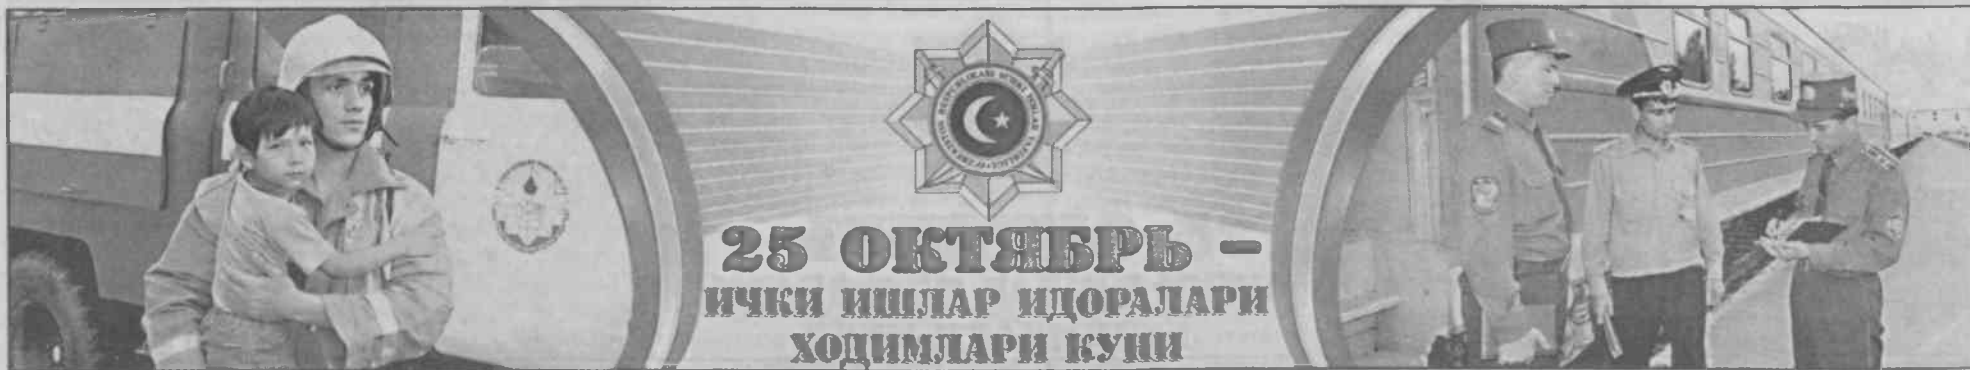 25 ОКТЯБРЬ –
ИЧКИ ИШЛАР ИДОРАЛАРИ
ХОДИМЛАРИ КУНИ